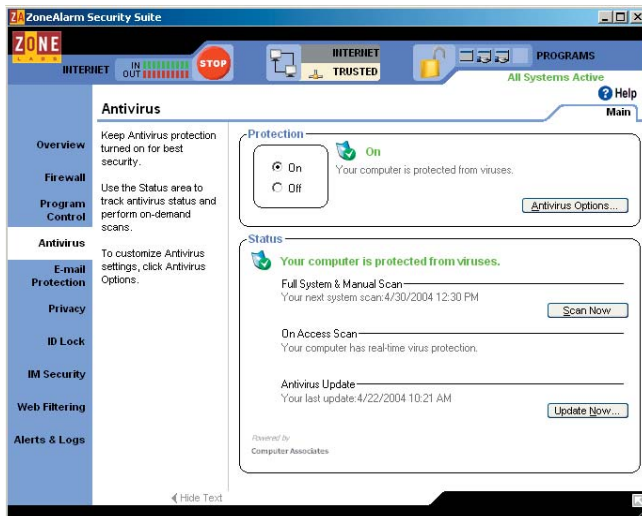 ZA ZoneAlarm Security Suite
ZONE
LABS
INTERNET
IN
OUT
STOP
INTERNET
TRUSTED
PROGRAMS
All Systems Active
? Help
Antivirus
Main
Overview
Firewall
Program
Control
Antivirus
E-mail
Protection
Privacy
ID Lock
IM Security
Web Filtering
Alerts & Logs
Keep Antivirus protection
turned on for best
security.
Use the Status area to
track antivirus status and
perform on-demand
scans.
To customize Antivirus
settings, click Antivirus
Options.
Protection
On
Off
On
Your computer is protected from viruses.
Antivirus Options...
Status
Your computer is protected from viruses.
Full System & Manual Scan
Your next system scan:4/30/2004 12:30 PM
Scan Now
On Access Scan
Your computer has real-time virus protection.
Antivirus Update
Your last update:4/22/2004 10:21 AM
Update Now...
Powered by
Computer Associates
Hide Text